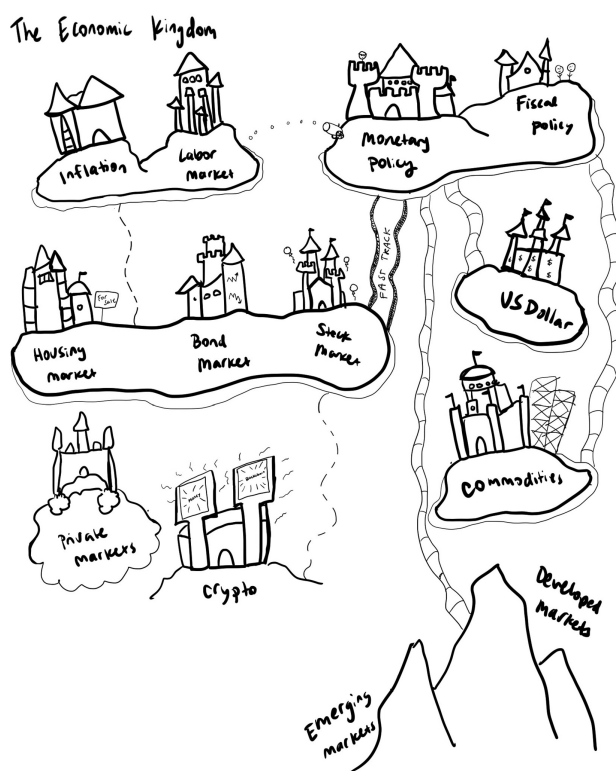 The Economic Kingdom
Inflation
Labor
market
Monetary
Policy
Fiscal
policy
FAST TRACK
US Dollar
$ $ $
$ $
For
Sale
Housing
market
Bond
Market
Stock
Market
Commodities
Private
markets
Crypto
Developed
Markets
Emerging
markets